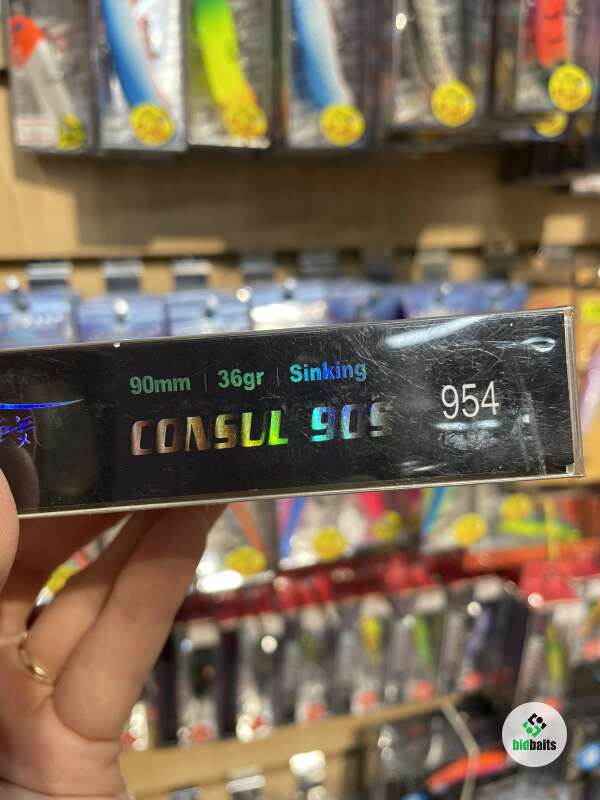 90mm | 36gr | Sinking
CONSUL 90S
954
bidbaits